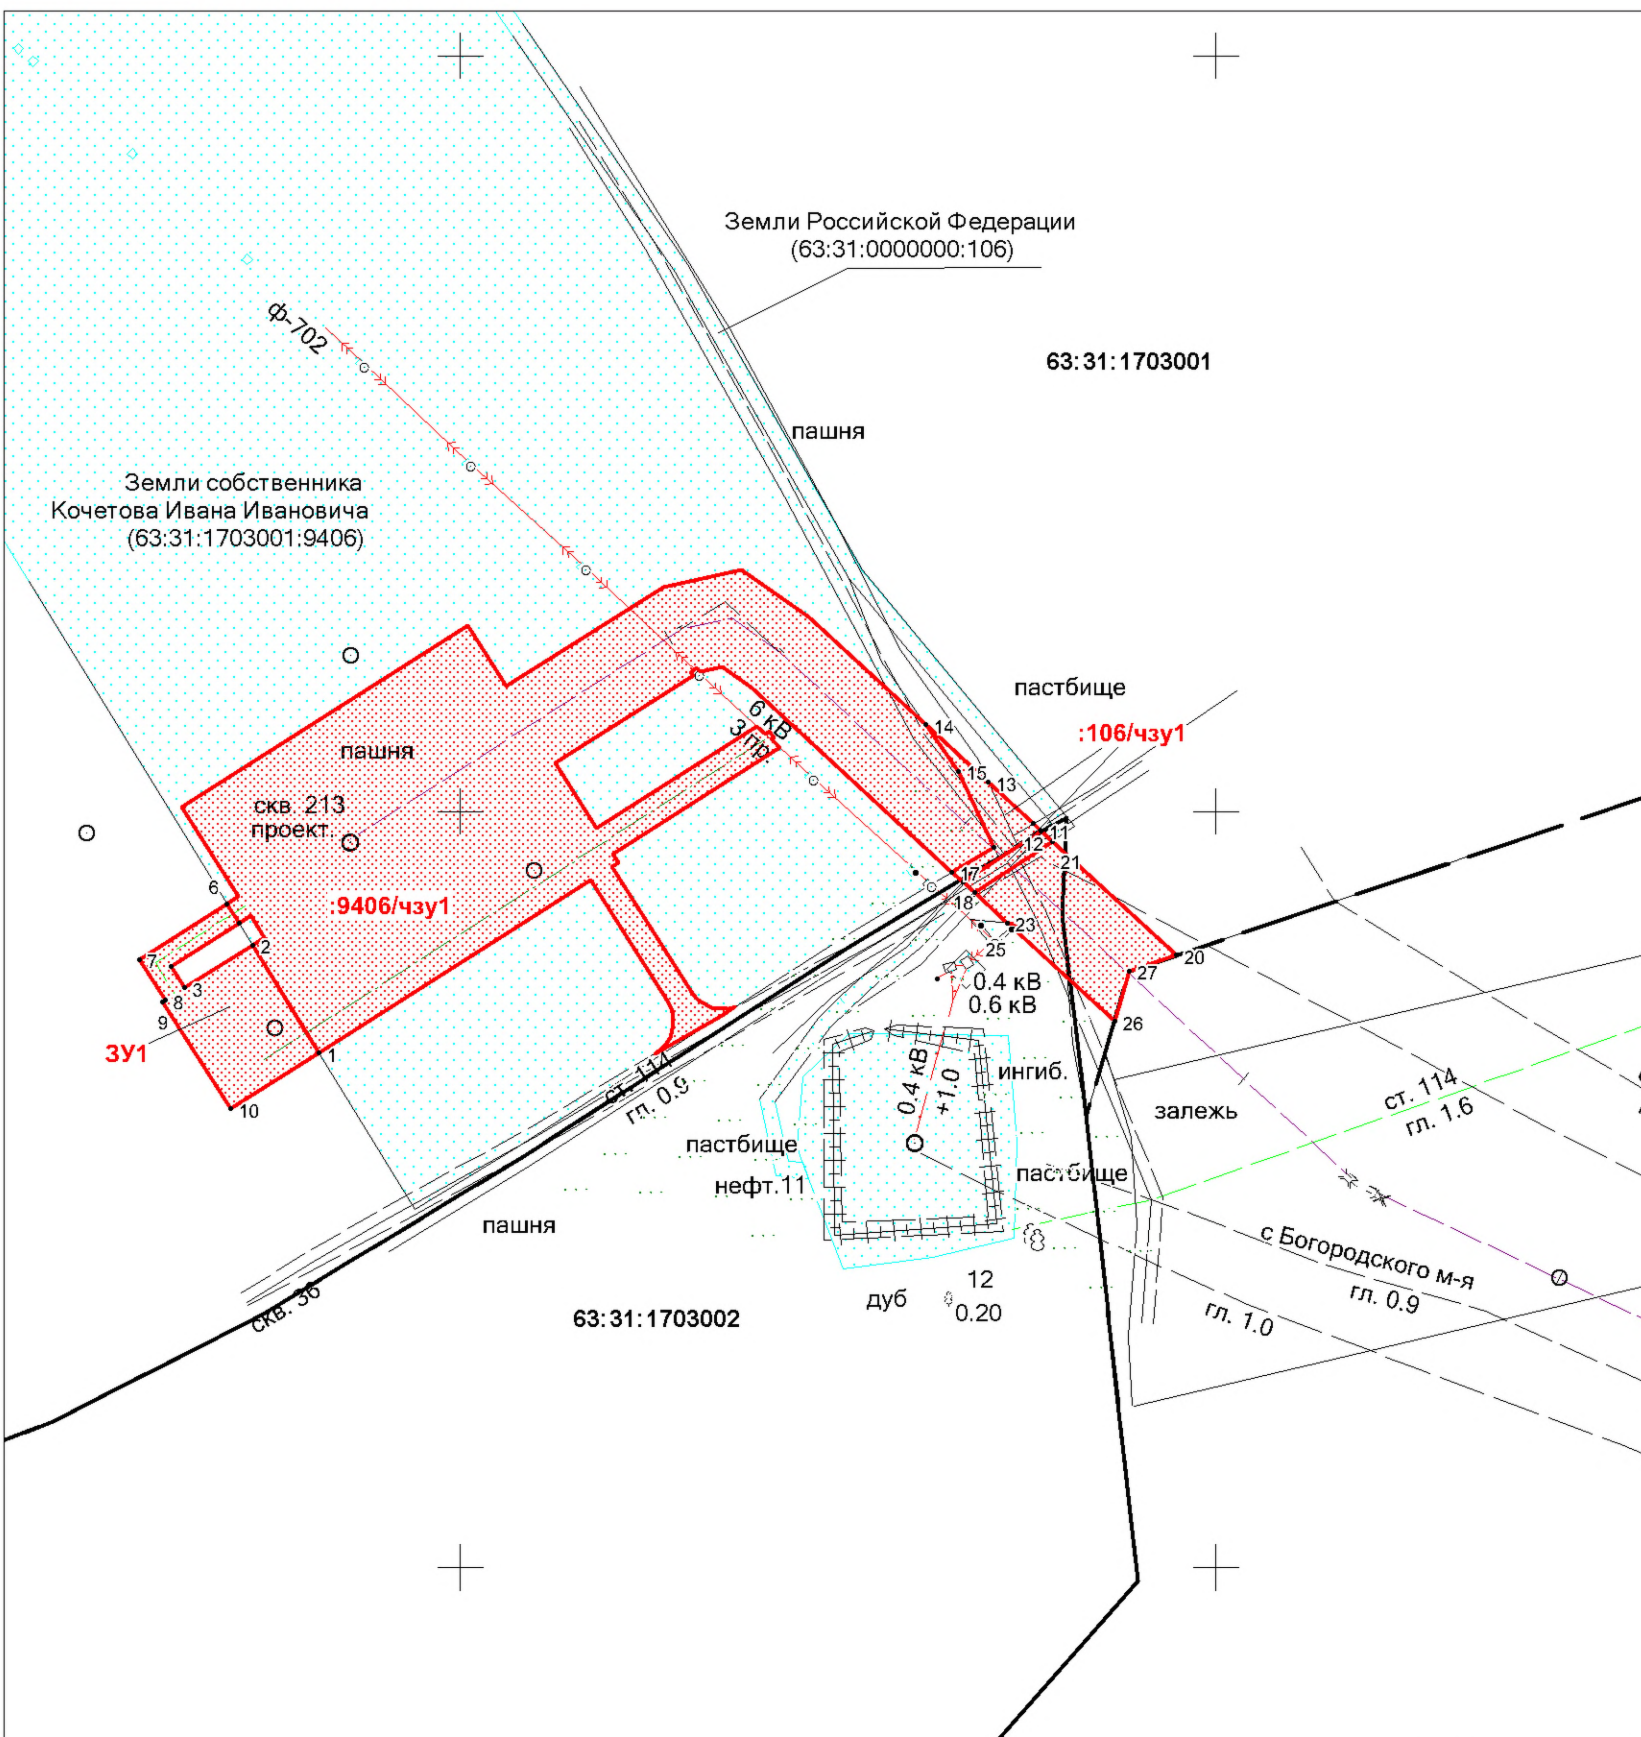 Земли Российской Федерации
(63:31:0000000:106)
ф-702
63:31:1703001
пашня
Земли собственника
Кочетова Ивана Ивановича
(63:31:1703001:9406)
пастбище
6 кВ
3 пр.
14
:106/чзу1
пашня
15
13
скв. 213
проект.
11
12
21
17
6
:9406/чзу1
18
23
2
25
20
7
27
3
0.4 кВ
8
0.6 кВ
9
26
ЗУ1
1
ст. 114
гл. 0.9
0.4 кВ
+1.0
ингиб.
10
залежь
ст. 114
гл. 1.6
пастбище
пастбище
нефт.11
пашня
с Богородского м-я
гл. 0.9
12
дуб
0.20
скв. 36
63:31:1703002
гл. 1.0